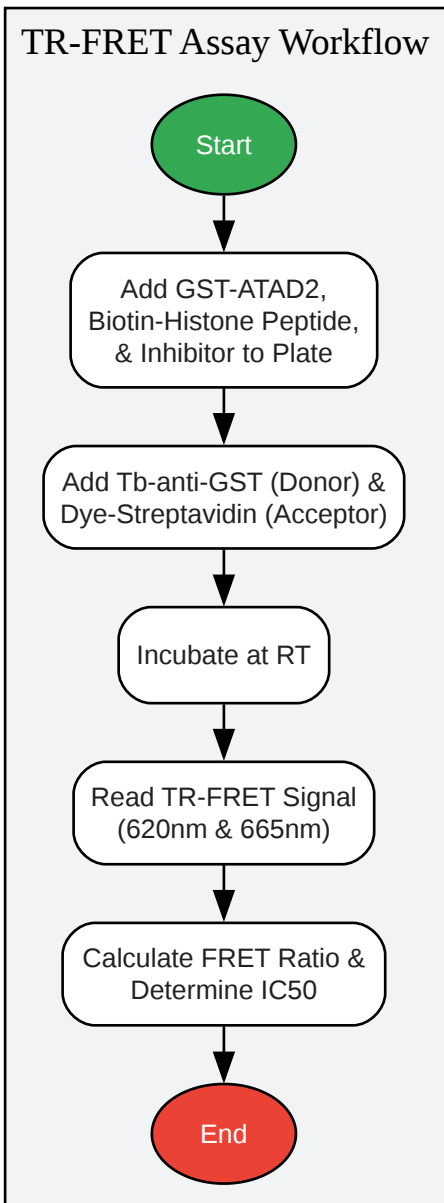 TR-FRET Assay Workflow
Start
Add GST-ATAD2,
Biotin-Histone Peptide,
& Inhibitor to Plate
Add Tb-anti-GST (Donor) &
Dye-Streptavidin (Acceptor)
Incubate at RT
Read TR-FRET Signal
(620nm & 665nm)
Calculate FRET Ratio &
Determine IC50
End